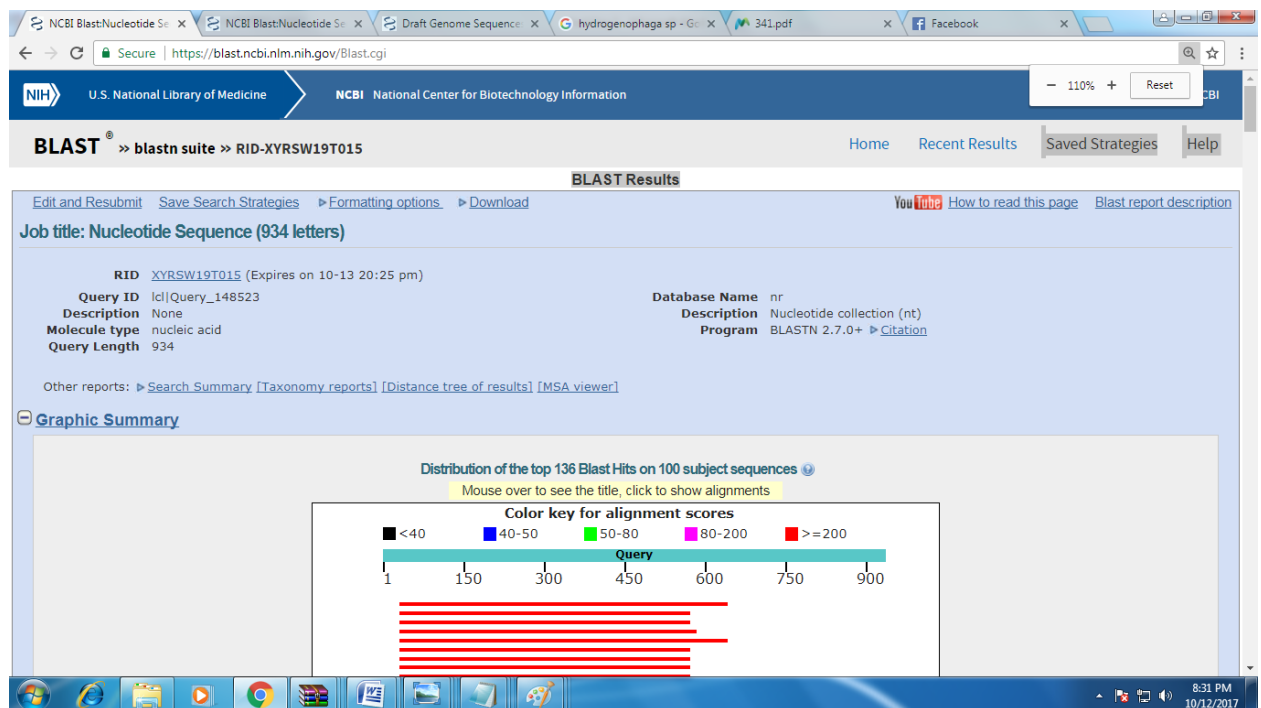 NCBI Blast:Nucleotide Se
NCBI Blast:Nucleotide Se
Draft Genome Sequence
hydrogenophaga sp - Go
341.pdf
Facebook
Secure | https://blast.ncbi.nlm.nih.gov/Blast.cgi
− 110% + Reset
NIH U.S. National Library of Medicine NCBI National Center for Biotechnology Information CBI
BLAST ® » blastn suite » RID-XYRSW19T015 Home Recent Results Saved Strategies Help
BLAST Results
Edit and Resubmit Save Search Strategies Formatting options Download YouTube How to read this page Blast report description
Job title: Nucleotide Sequence (934 letters)
RID XYRSW19T015 (Expires on 10-13 20:25 pm)
Query ID lcl|Query_148523 Database Name nr
Description None Description Nucleotide collection (nt)
Molecule type nucleic acid Program BLASTN 2.7.0+ Citation
Query Length 934
Other reports: Search Summary [Taxonomy reports] [Distance tree of results] [MSA viewer]
Graphic Summary
Distribution of the top 136 Blast Hits on 100 subject sequences
Mouse over to see the title, click to show alignments
Color key for alignment scores
<40 40-50 50-80 80-200 >=200
Query
1 150 300 450 600 750 900
8:31 PM
10/12/2017